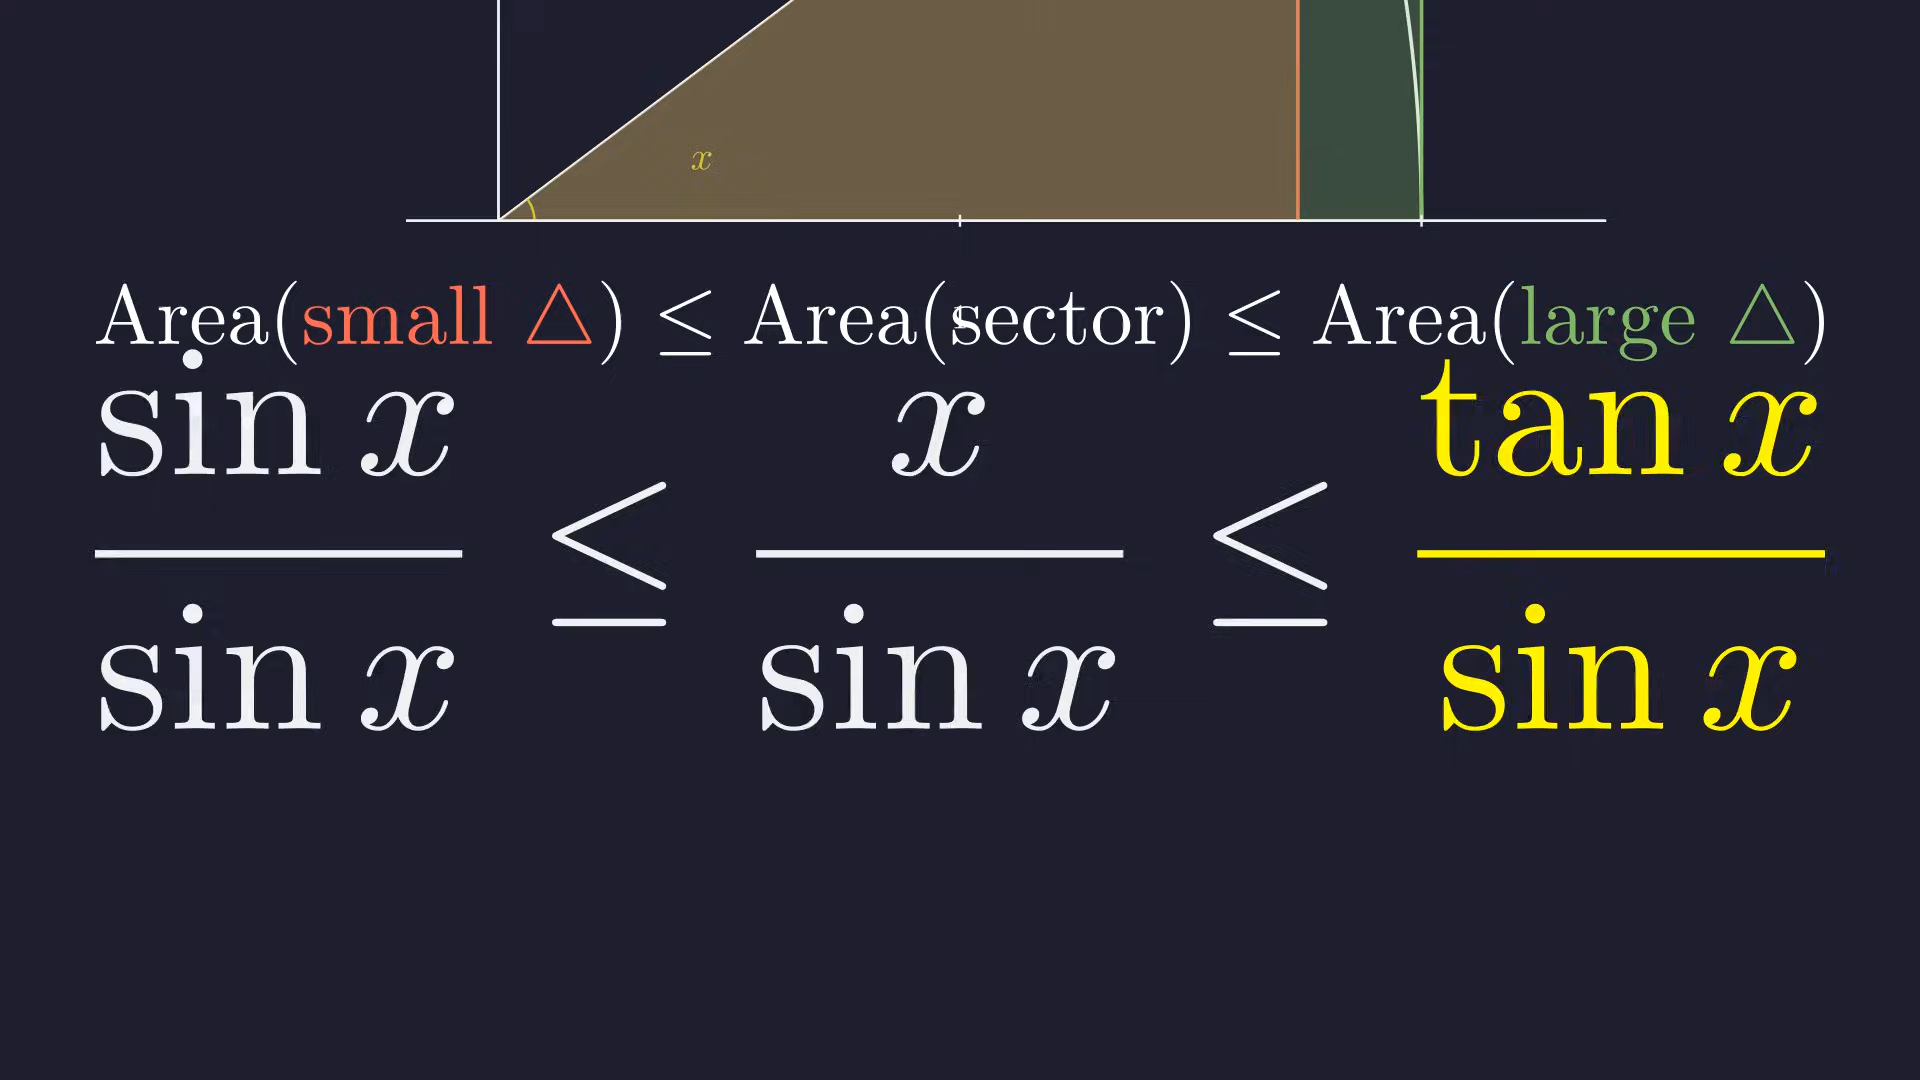 x
Area(small △) ≤ Area(sector) ≤ Area(large △)
sin x / sin x ≤ x / sin x ≤ tan x / sin x